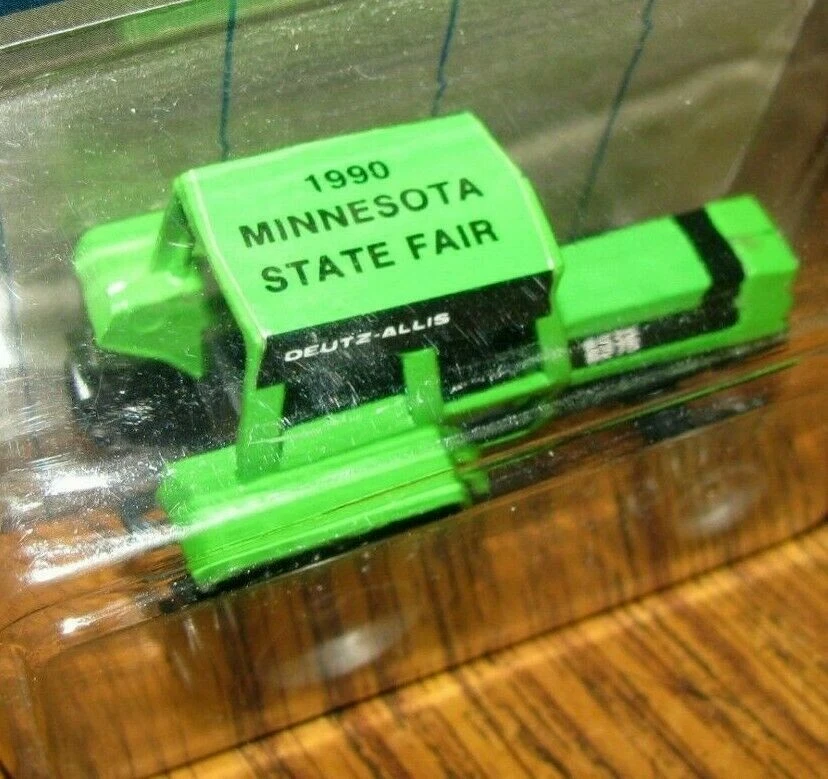 1990
MINNESOTA
STATE FAIR
DEUTZ-ALLIS